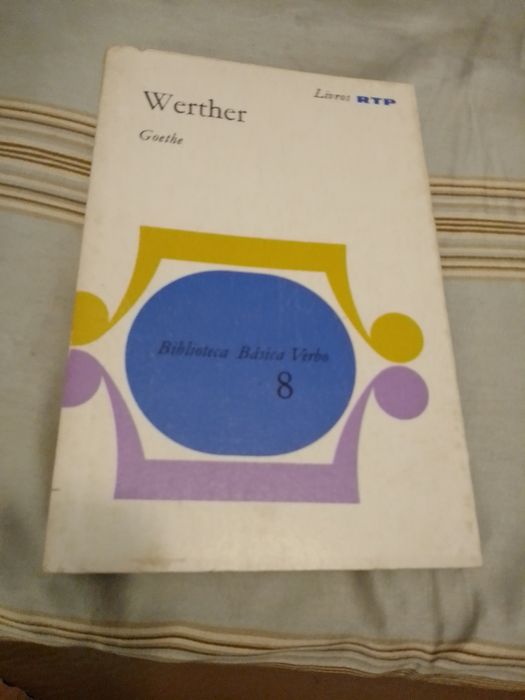 Werther
Livros RTP
Goethe
Biblioteca Básica Verbo
8